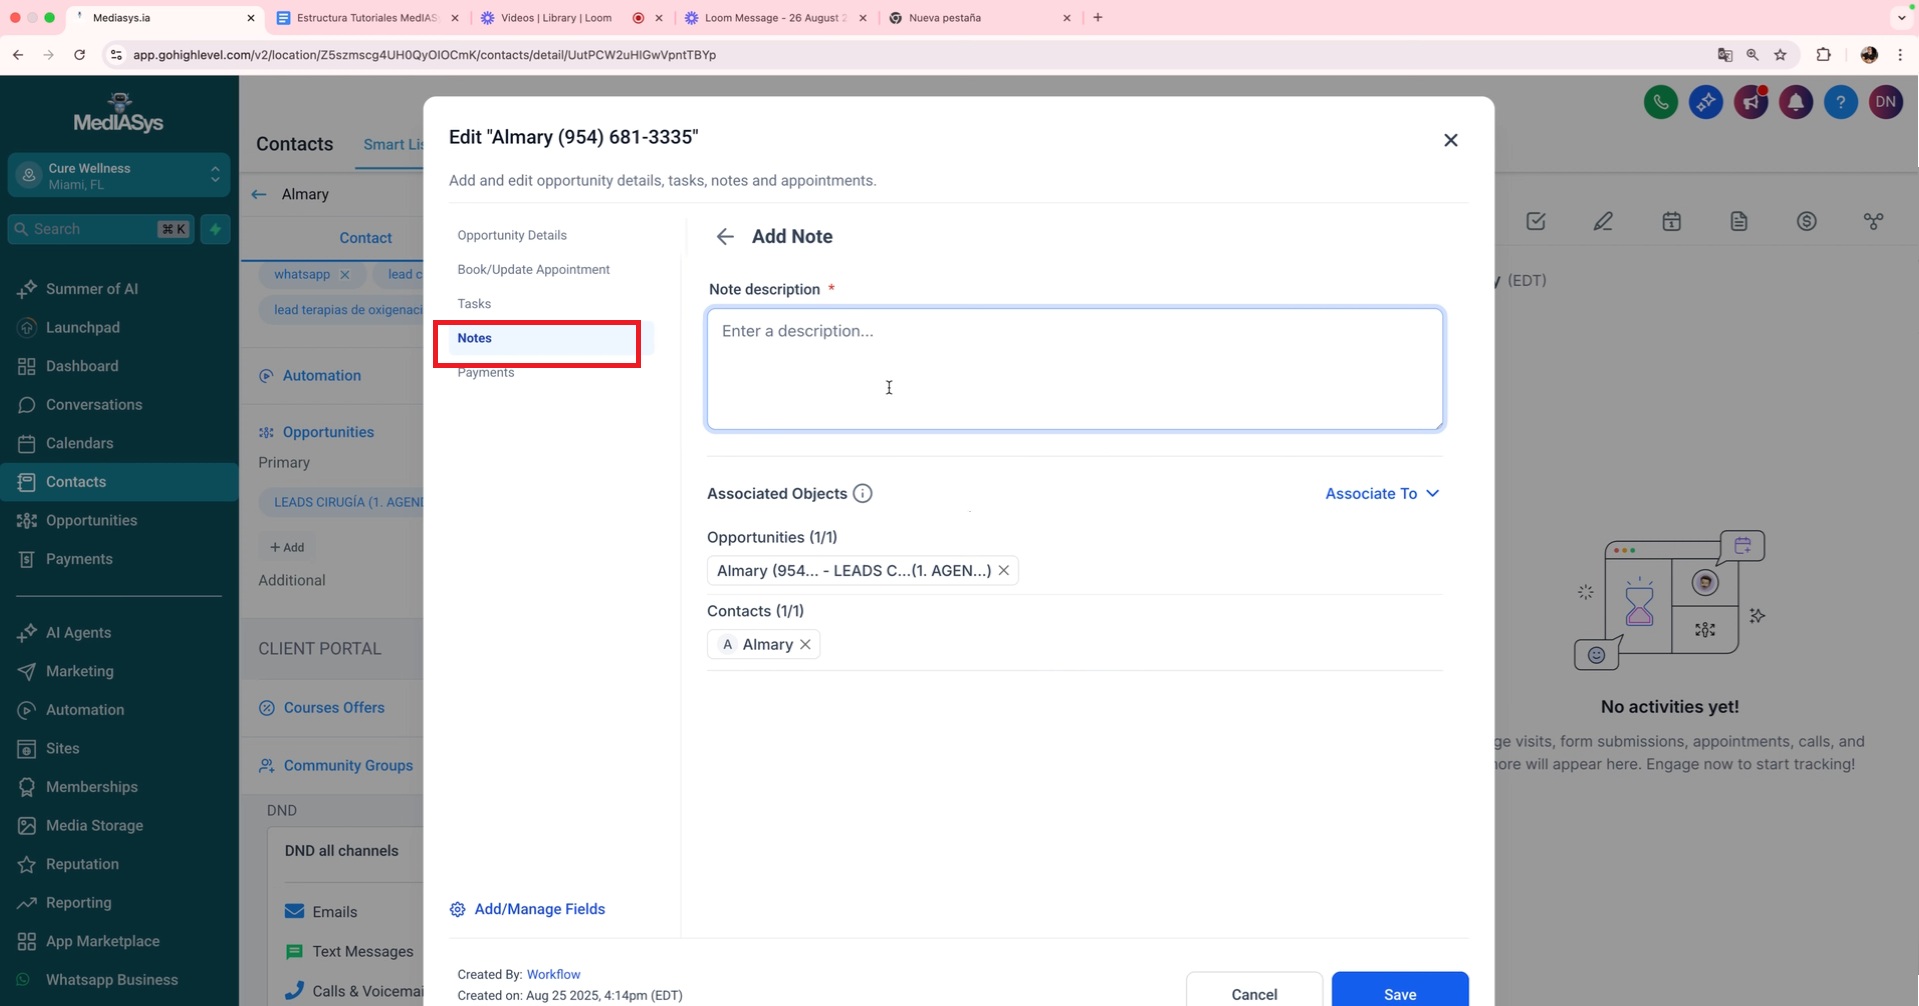 Mediasys.ia
Estructura Tutoriales MedIAS
Videos | Library | Loom
Loom Message - 26 August 2
Nueva pestaña
app.gohighlevel.com/v2/location/Z5szmscg4UH0QyOlOCmK/contacts/detail/UutPCW2uHlGwVpntTBYp
MedIASys
Cure Wellness
Miami, FL
Search
⌘ K
Summer of AI
Launchpad
Dashboard
Conversations
Calendars
Contacts
Opportunities
Payments
AI Agents
Marketing
Automation
Sites
Memberships
Media Storage
Reputation
Reporting
App Marketplace
Whatsapp Business
Contacts
Smart Lis
Almary
Contact
whatsapp
lead c
lead terapias de oxigenaci
Automation
Opportunities
Primary
LEADS CIRUGÍA (1. AGEND
+ Add
Additional
CLIENT PORTAL
Courses Offers
Community Groups
DND
DND all channels
Emails
Text Messages
Calls & Voicemai
Edit "Almary (954) 681-3335"
Add and edit opportunity details, tasks, notes and appointments.
Opportunity Details
Book/Update Appointment
Tasks
Notes
Payments
Add/Manage Fields
Created By: Workflow
Created on: Aug 25 2025, 4:14pm (EDT)
Add Note
Note description *
Enter a description...
Associated Objects
Associate To
Opportunities (1/1)
Almary (954... - LEADS C...(1. AGEN...)
Contacts (1/1)
A Almary
Cancel
Save
DN
y (EDT)
No activities yet!
ge visits, form submissions, appointments, calls, and
ore will appear here. Engage now to start tracking!